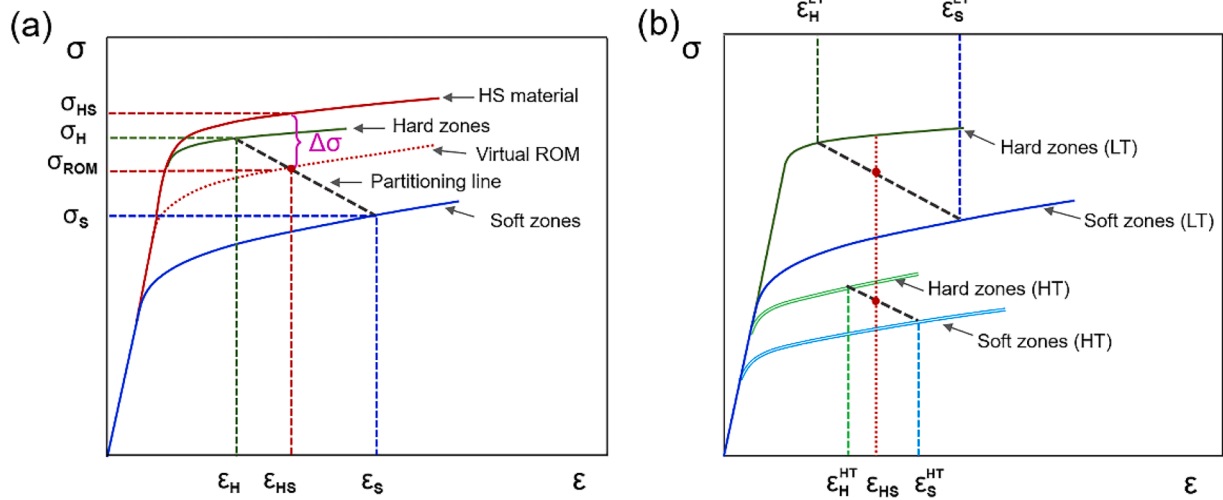 (a)
σ
σHS
σH
σROM
σS
HS material
Hard zones
Δσ
Virtual ROM
Partitioning line
Soft zones
εH
εHS
εS
ε
(b)
σ
εH^LT
εS^LT
Hard zones (LT)
Soft zones (LT)
Hard zones (HT)
Soft zones (HT)
εH^HT
εHS
εS^HT
ε